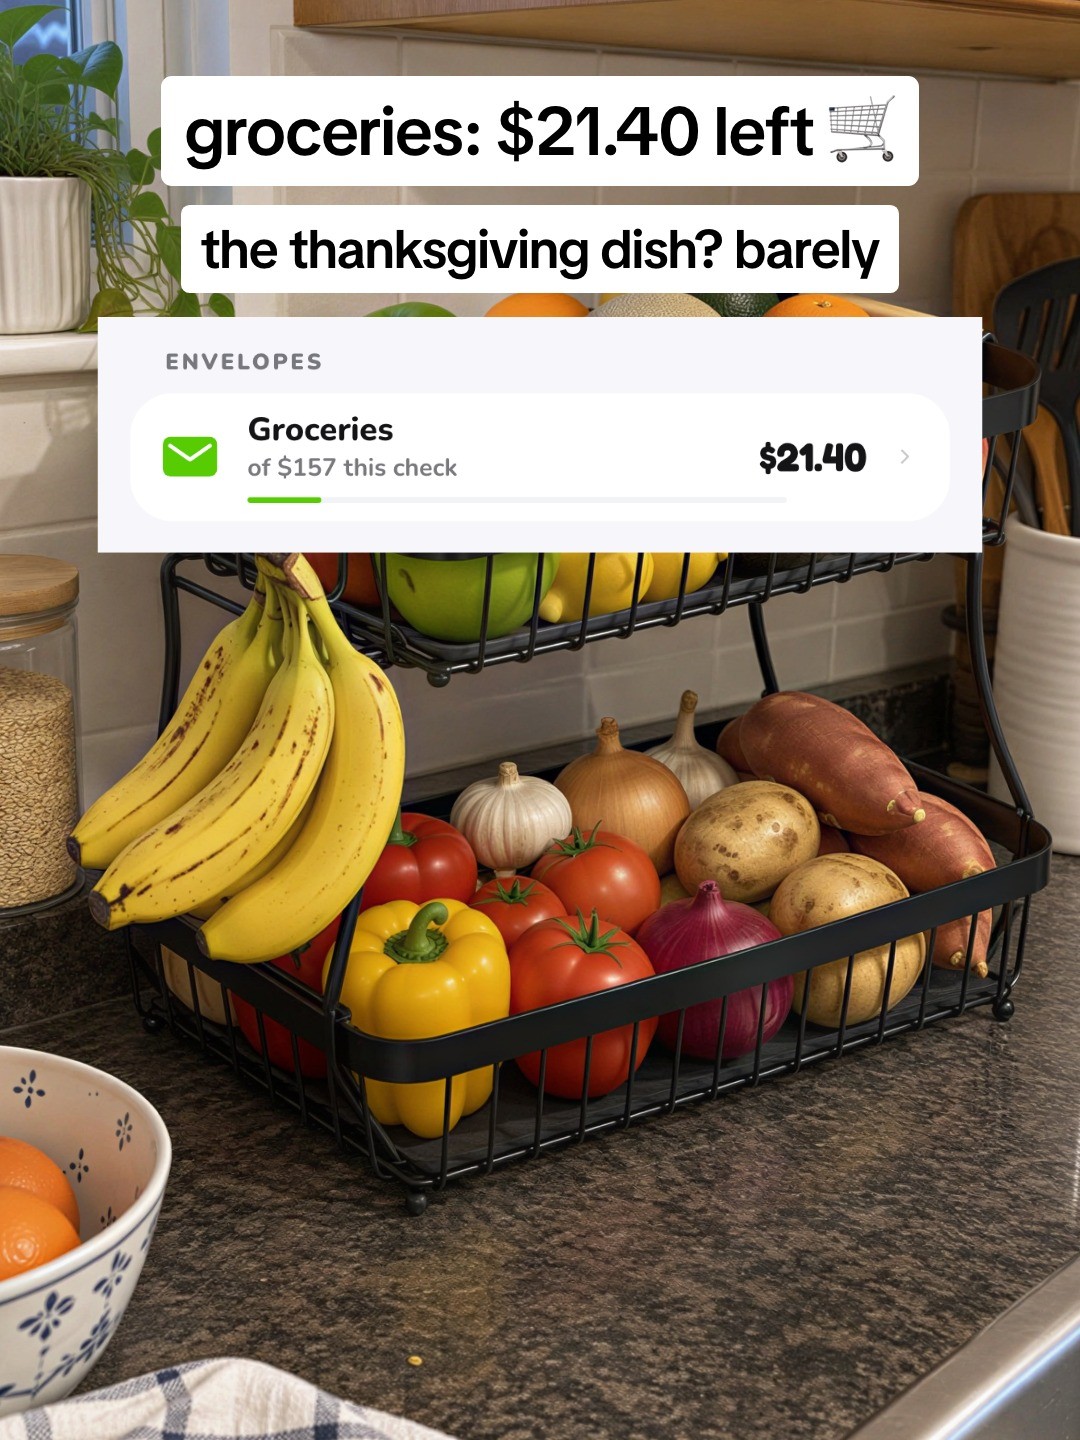 groceries: $21.40 left 🛒
the thanksgiving dish? barely
ENVELOPES
Groceries
of $157 this check
$21.40